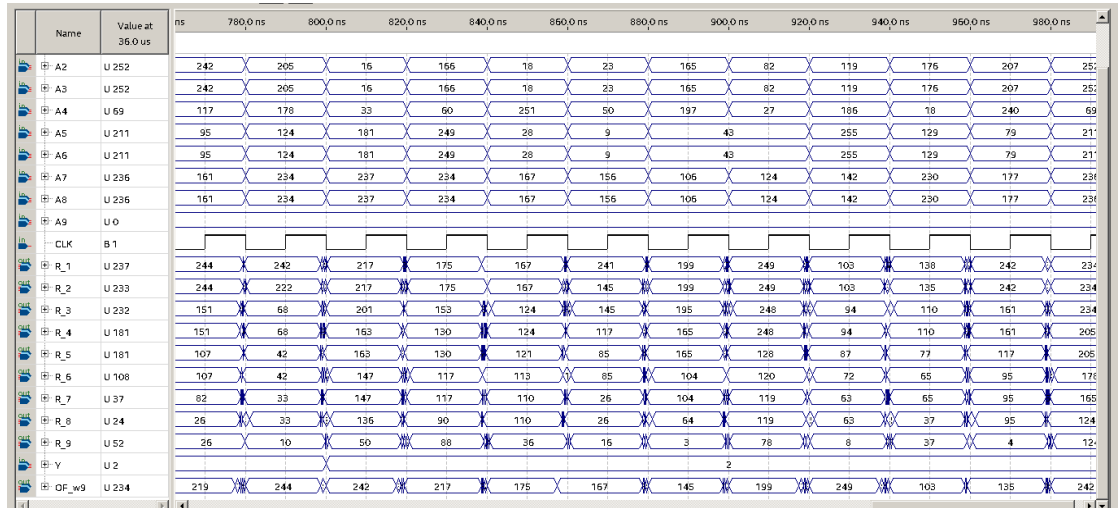 Name Value at 36.0 us ns 780.0 ns 800.0 ns 820.0 ns 840.0 ns 860.0 ns 880.0 ns 900.0 ns 920.0 ns 940.0 ns 960.0 ns 980.0 ns
A2 U 252 242 205 16 166 18 23 165 82 119 176 207 252
A3 U 252 242 205 16 166 18 23 165 82 119 176 207 252
A4 U 69 117 178 33 60 251 50 197 27 186 18 240 69
A5 U 211 95 124 181 249 28 9 43 255 129 79 211
A6 U 211 95 124 181 249 28 9 43 255 129 79 211
A7 U 236 161 234 237 234 167 156 106 124 142 230 177 236
A8 U 236 161 234 237 234 167 156 106 124 142 230 177 236
A9 U 0
CLK B 1
R_1 U 237 244 242 217 175 167 241 199 249 103 138 242 234
R_2 U 233 244 222 217 175 167 145 199 249 103 135 242 234
R_3 U 232 151 68 201 153 124 145 195 248 94 110 161 234
R_4 U 181 151 68 163 130 124 117 165 248 94 110 161 205
R_5 U 181 107 42 163 130 121 85 165 128 87 77 117 205
R_6 U 108 107 42 147 117 113 85 104 120 72 65 95 178
R_7 U 37 82 33 147 117 110 26 104 119 63 65 95 165
R_8 U 24 26 33 136 90 110 26 64 119 63 37 95 124
R_9 U 52 26 10 50 88 36 16 3 78 8 37 4 124
Y U 2 2
OF_w9 U 234 219 244 242 217 175 167 145 199 249 103 135 242